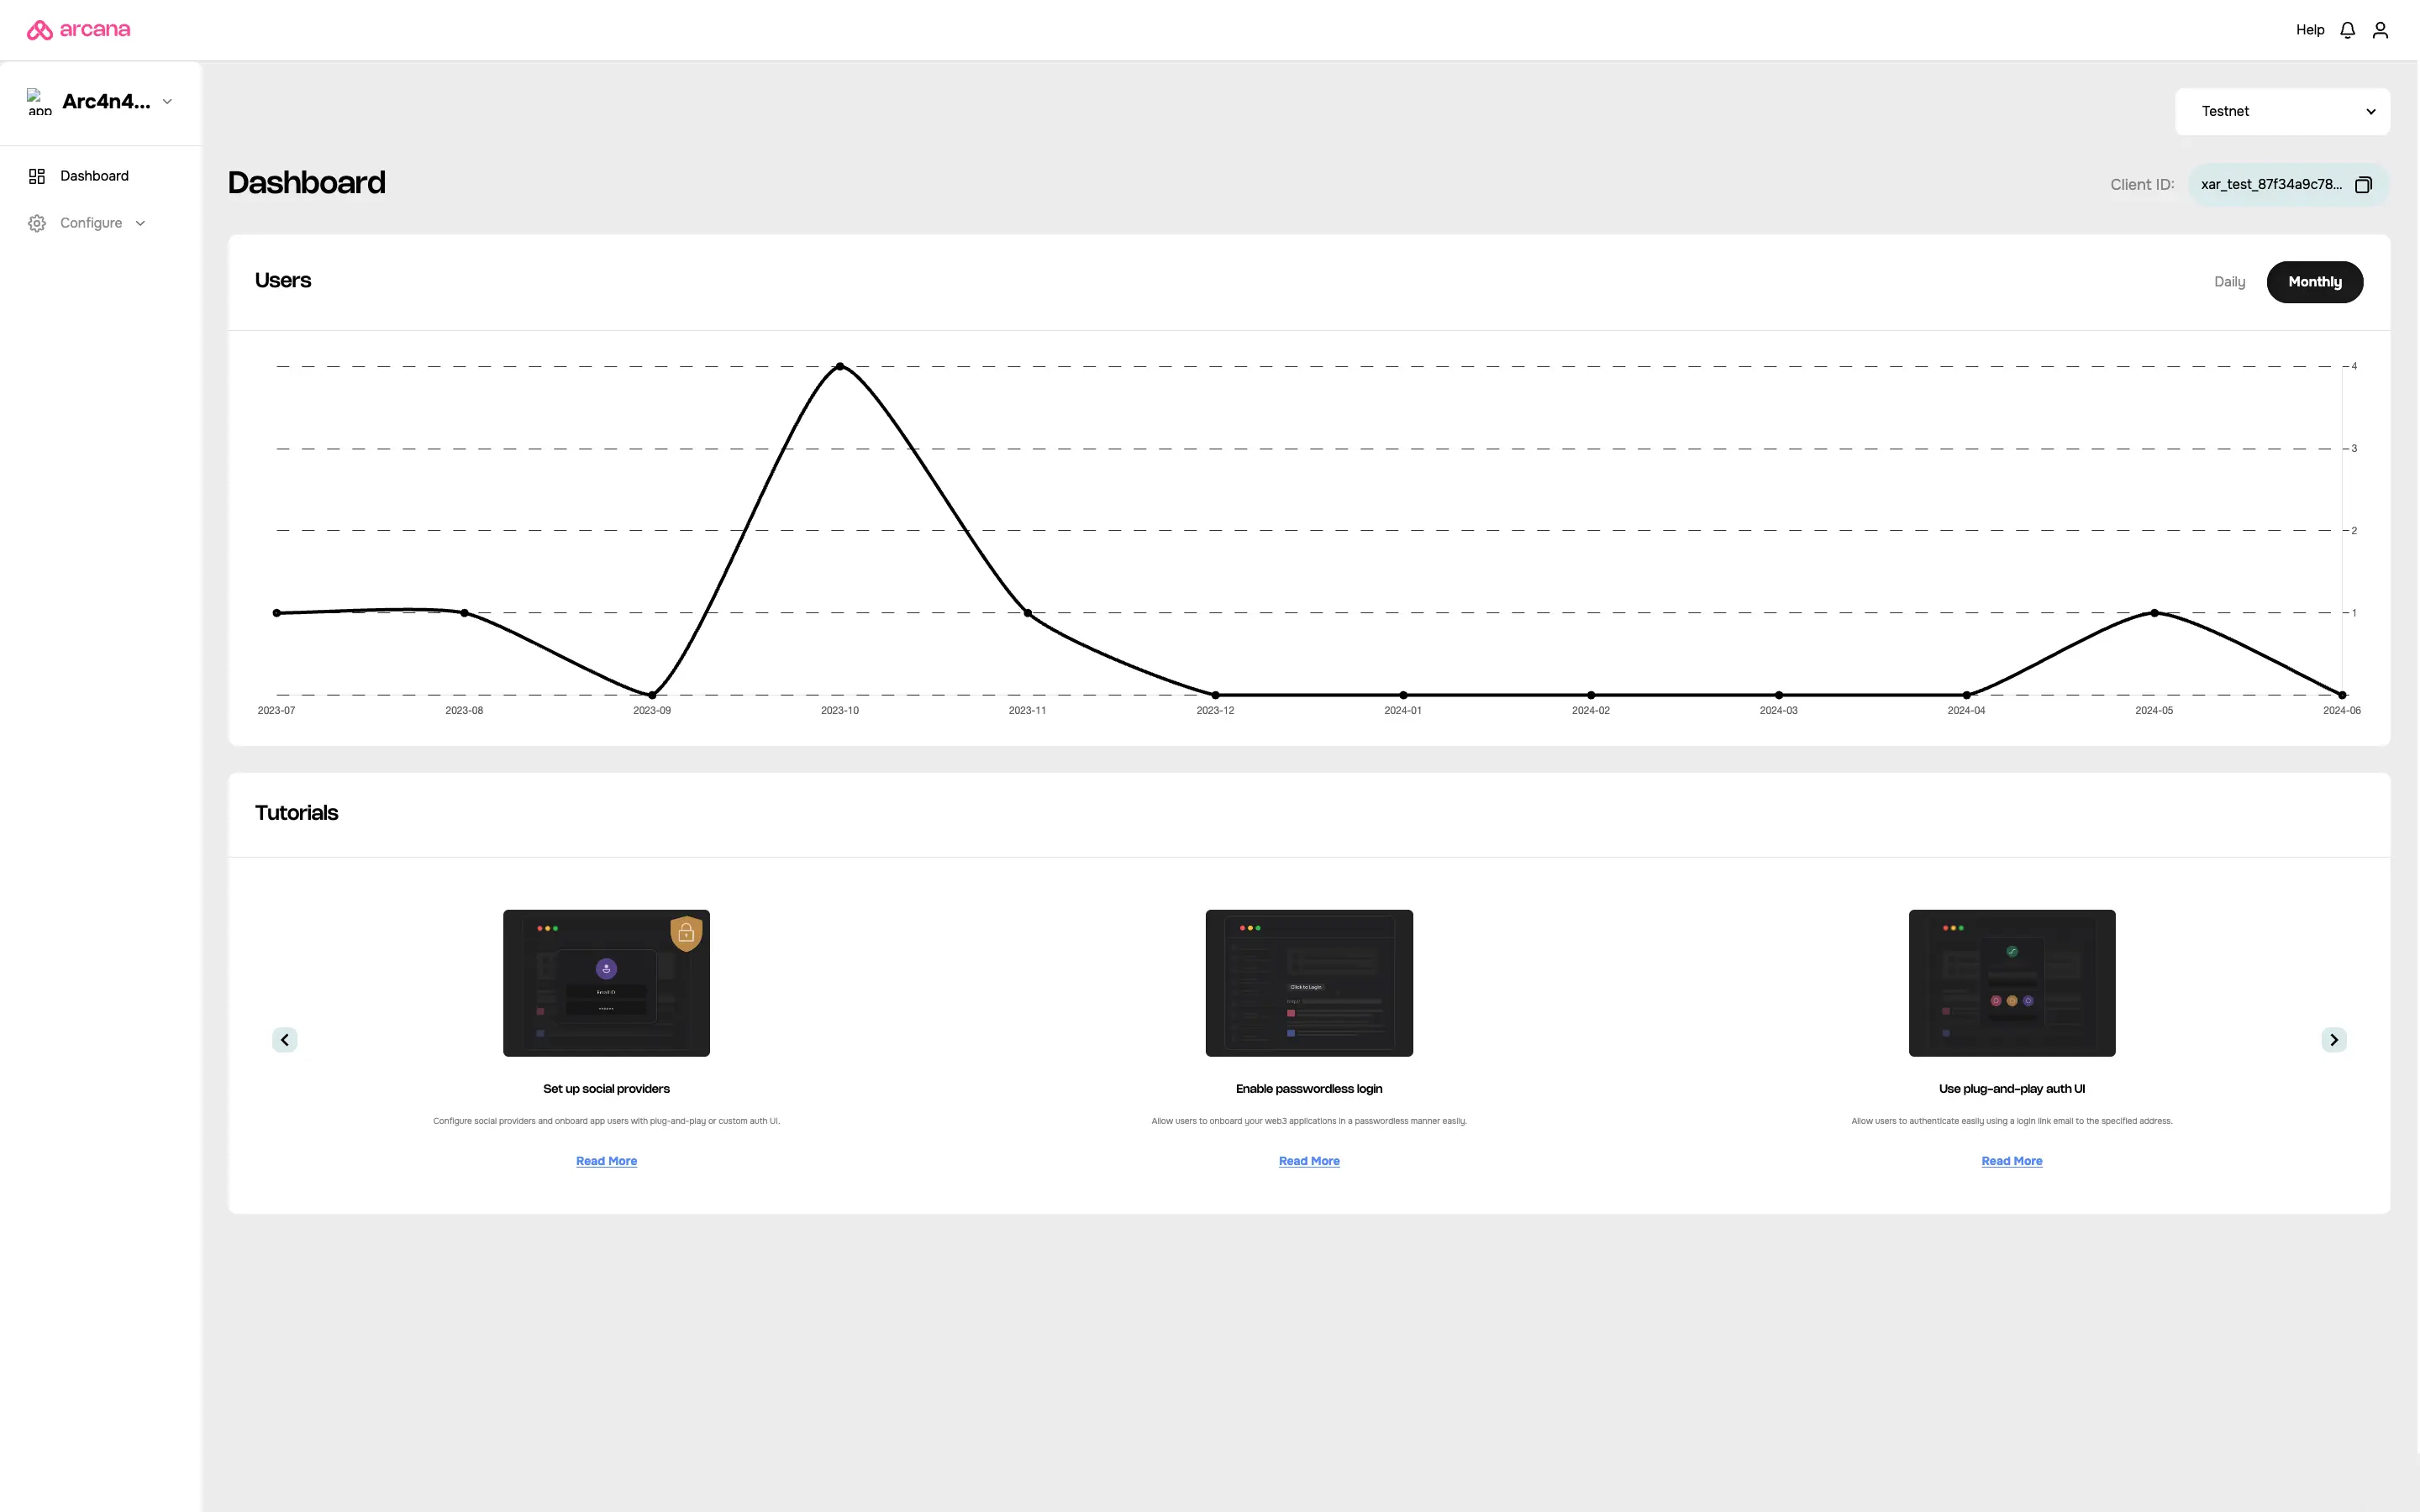 arcana
Help
app
Arc4n4...
Testnet
Dashboard
Configure
Dashboard
Client ID:
xar_test_87f34a9c78...
Users
Daily
Monthly
4
3
2
1
2023-07
2023-08
2023-09
2023-10
2023-11
2023-12
2024-01
2024-02
2024-03
2024-04
2024-05
2024-06
Tutorials
Click to Login
Set up social providers
Enable passwordless login
Use plug-and-play auth UI
Configure social providers and onboard app users with plug-and-play or custom auth UI.
Allow users to onboard your web3 applications in a passwordless manner easily.
Allow users to authenticate easily using a login link email to the specified address.
Read More
Read More
Read More